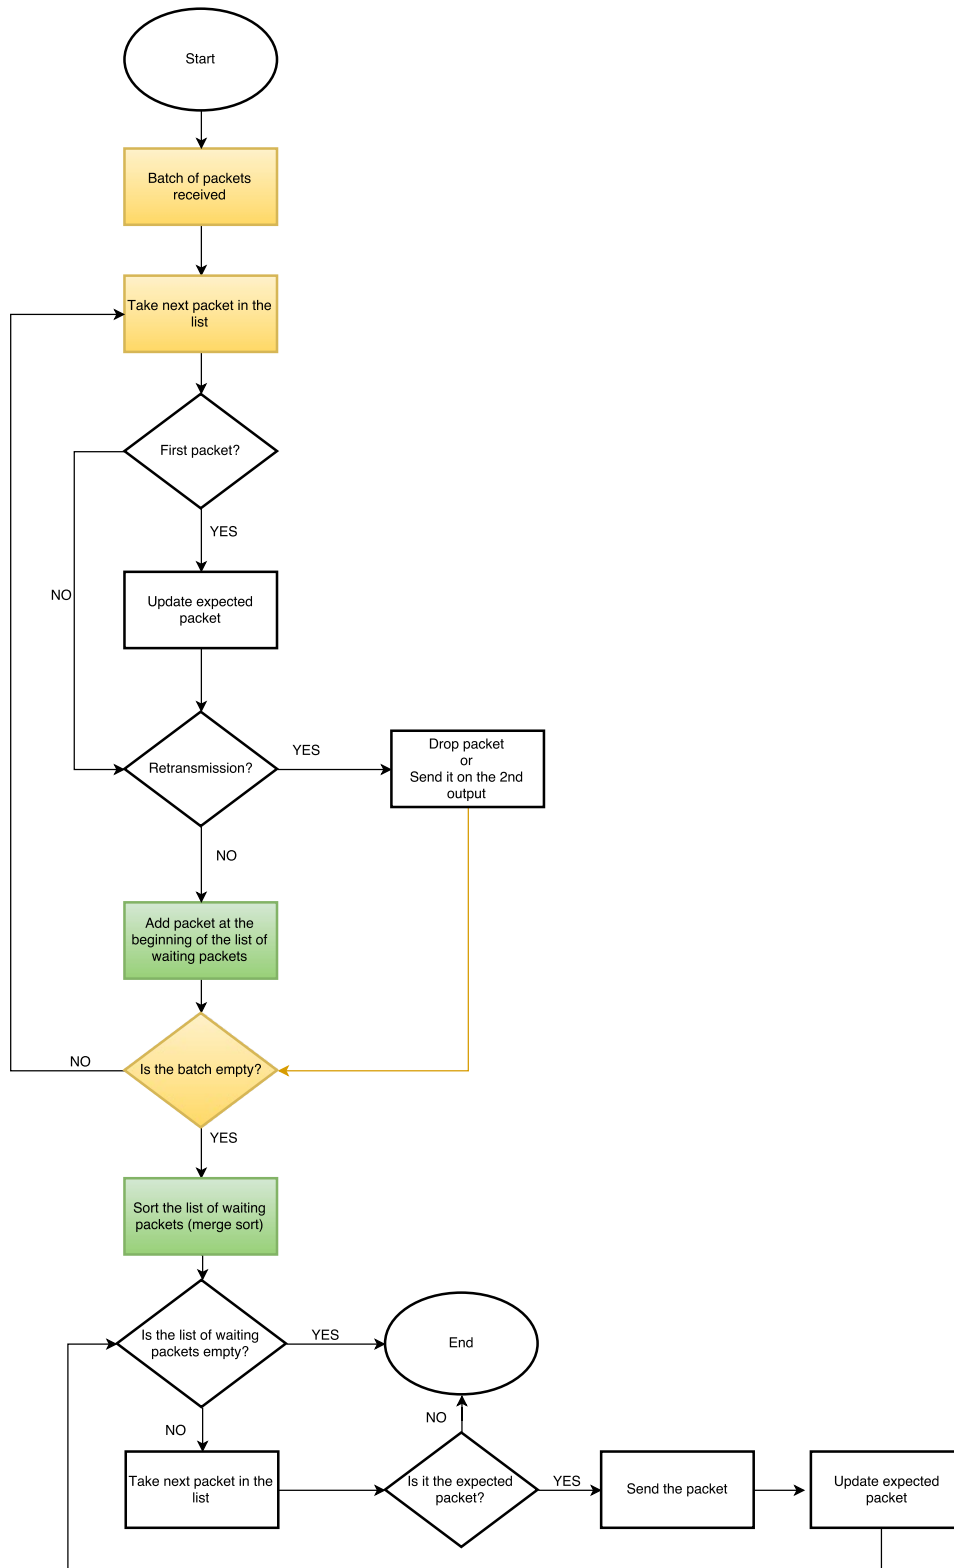 Start
Batch of packets
received
Take next packet in the
list
First packet?
YES
NO
Update expected
packet
Retransmission?
YES
Drop packet
or
Send it on the 2nd
output
NO
Add packet at the
beginning of the list of
waiting packets
Is the batch empty?
NO
YES
Sort the list of waiting
packets (merge sort)
Is the list of waiting
packets empty?
YES
End
NO
Take next packet in the
list
NO
Is it the expected
packet?
YES
Send the packet
Update expected
packet